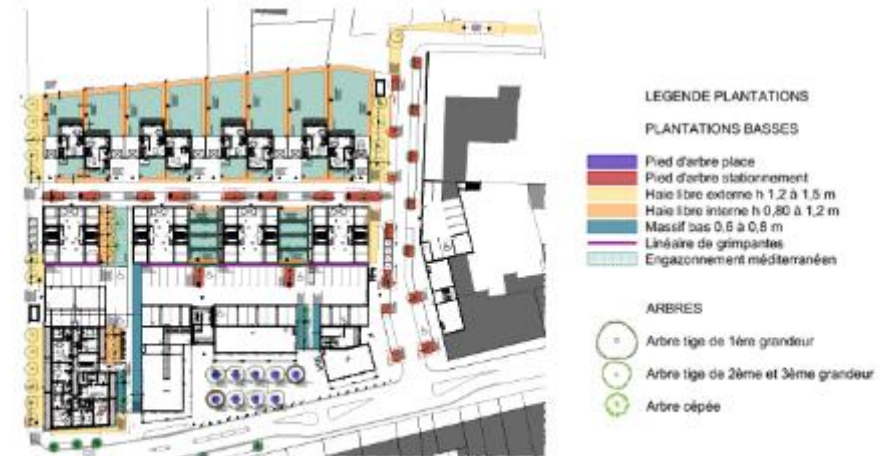 LEGENDE PLANTATIONS
PLANTATIONS BASSES
Pied d'arbre place
Pied d'arbre stationnement
Haie libre externe h 1,2 à 1,5 m
Haie libre interne h 0,80 à 1,2 m
Massif bas 0,6 à 0,8 m
Linéaire de grimpantes
Engazonnement méditerranéen
ARBRES
Arbre tige de 1ère grandeur
Arbre tige de 2ème et 3ème grandeur
Arbre cépée